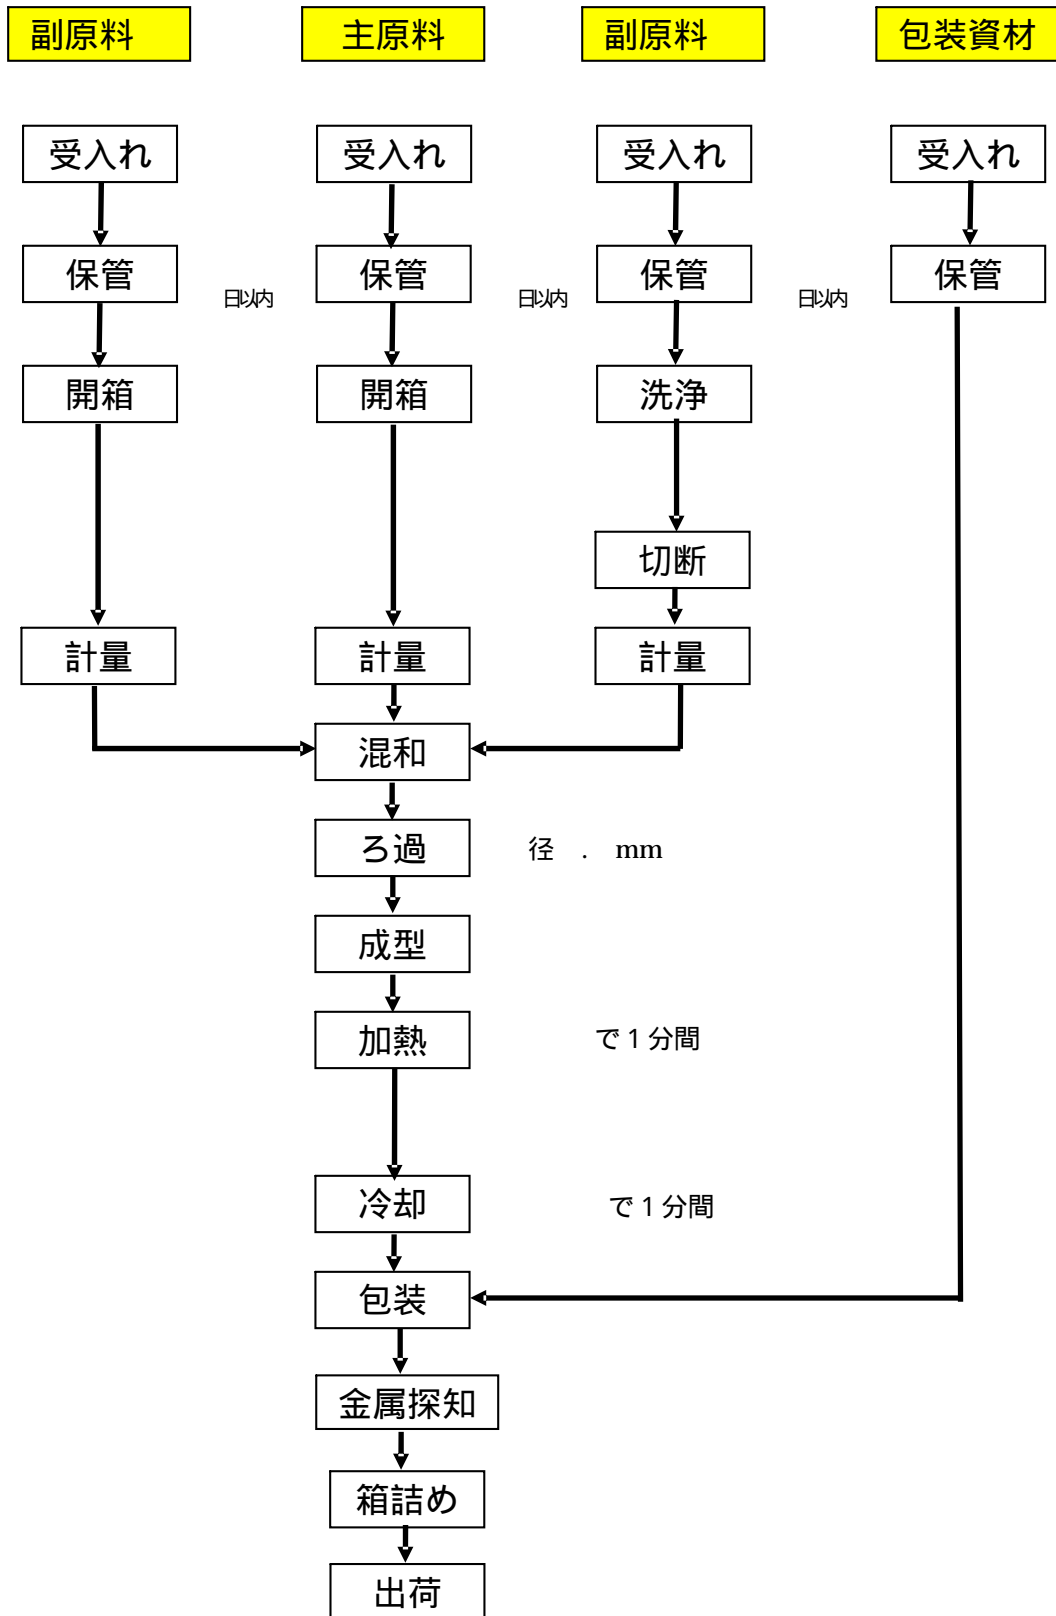 副原料 主原料 副原料 包装資材
受入れ 受入れ 受入れ 受入れ
保管 保管 保管 保管
日以内 日以内 日以内
開箱 開箱 洗浄
切断
計量 計量 計量
混和
ろ過 径 . mm
成型
加熱 で1分間
冷却 で1分間
包装
金属探知
箱詰め
出荷